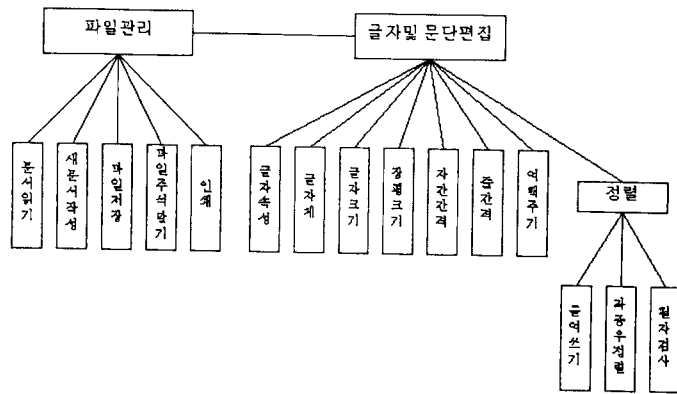 파일관리
글자및 문단편집
문서읽기
새문서작성
파일저장
파일주석달기
인쇄
글자속성
글자체
글자크기
장평크기
자간간격
줄간격
여백주기
정렬
들여쓰기
좌중우정렬
철자검사